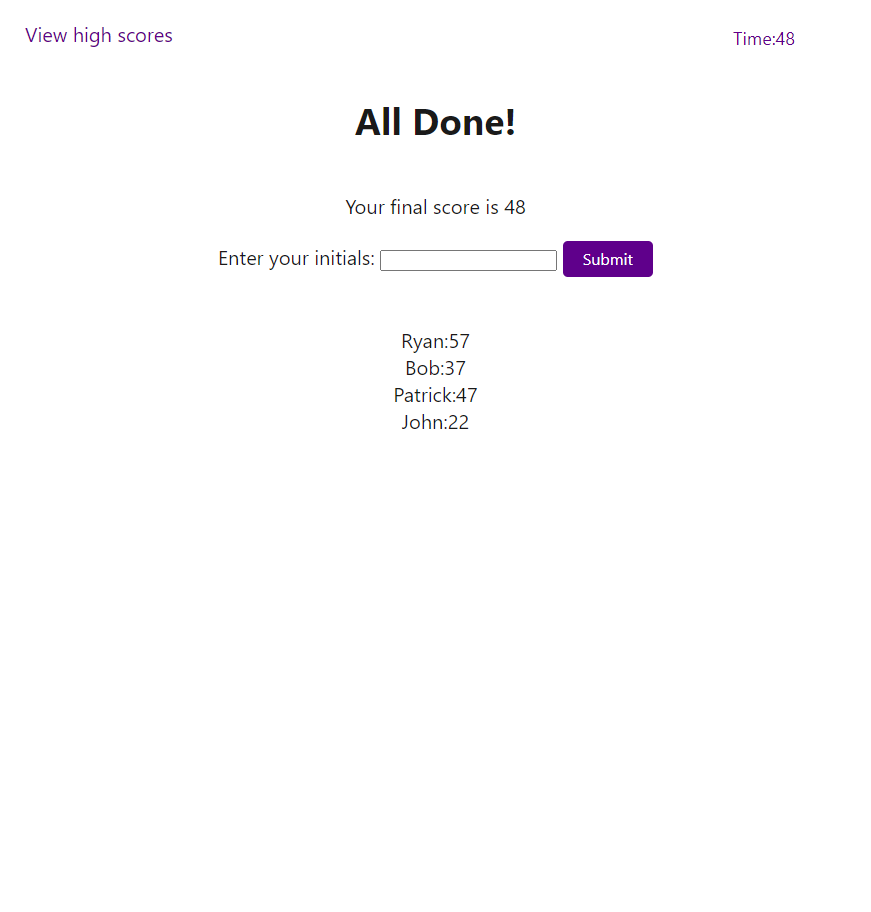 View high scores
Time:48
All Done!
Your final score is 48
Enter your initials: Submit
Ryan:57
Bob:37
Patrick:47
John:22